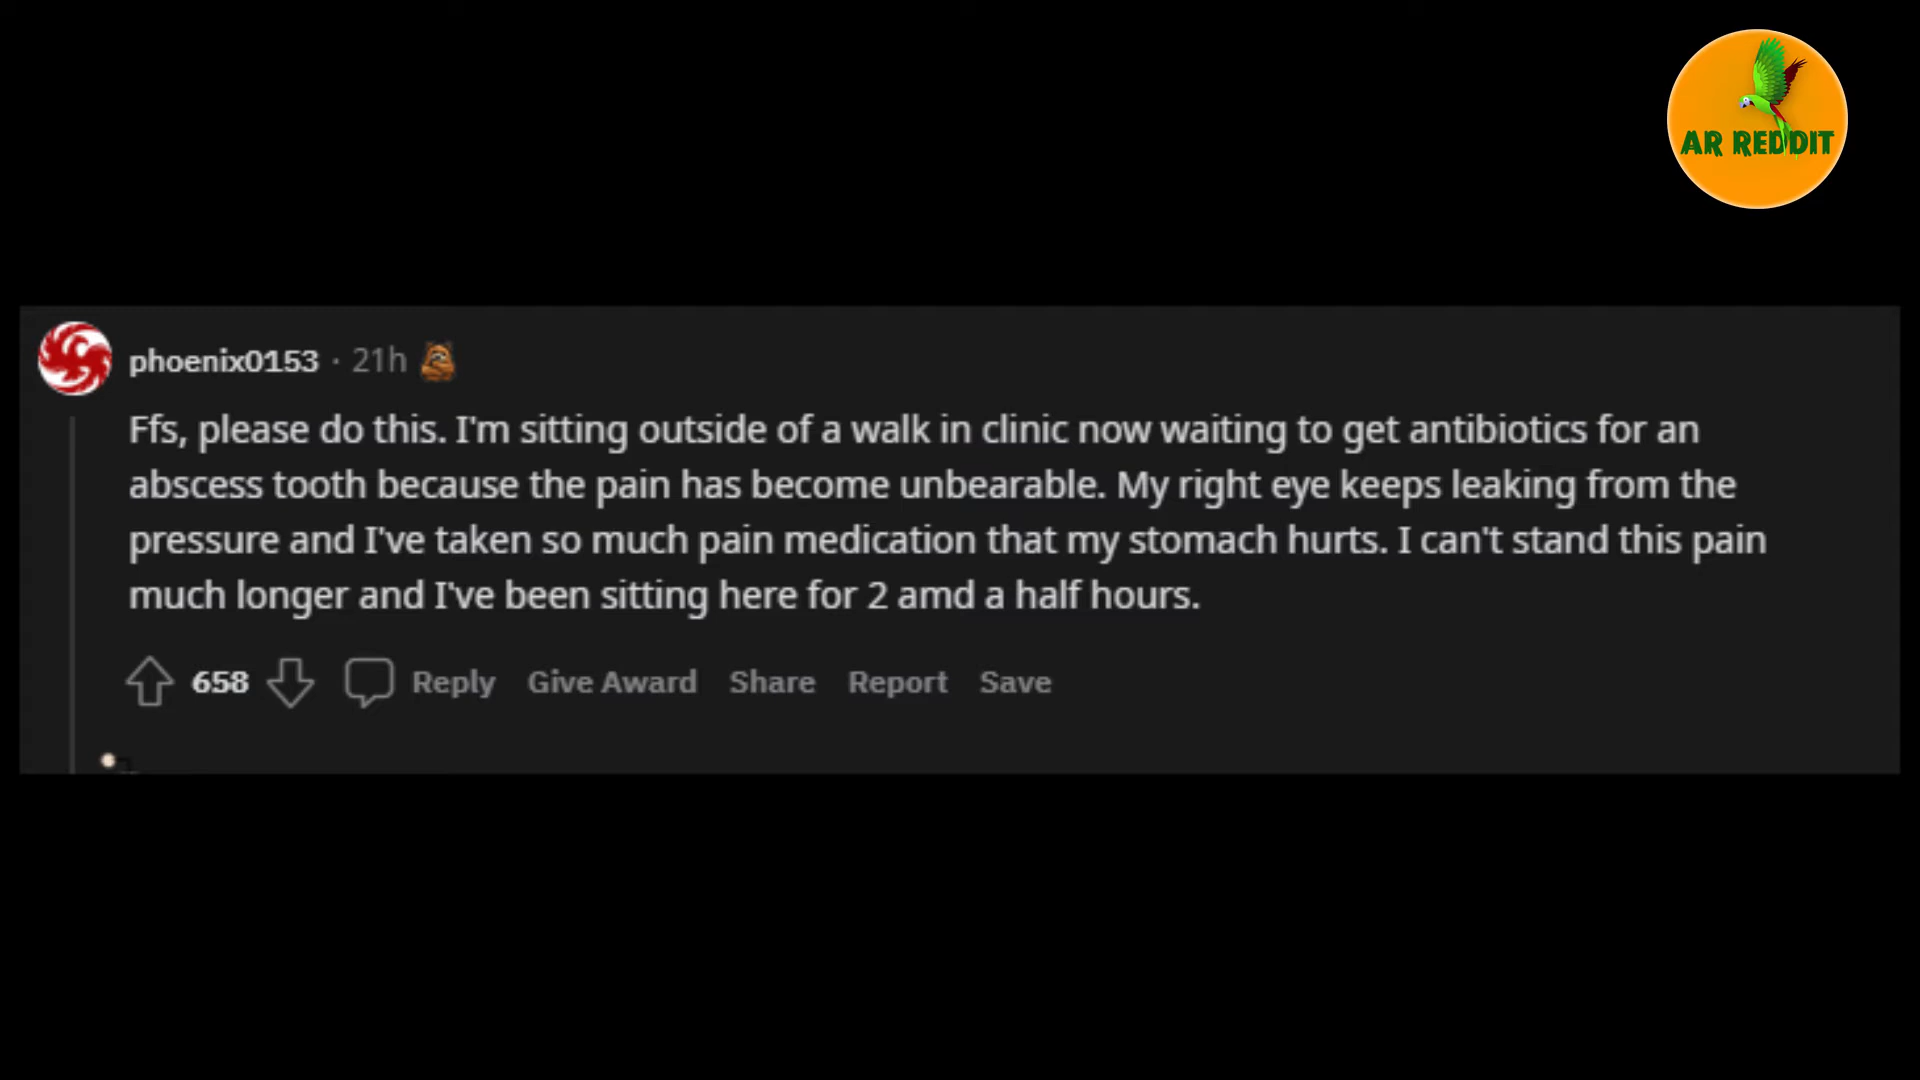 AR REDDIT
phoenix0153 · 21h
Ffs, please do this. I'm sitting outside of a walk in clinic now waiting to get antibiotics for an
abscess tooth because the pain has become unbearable. My right eye keeps leaking from the
pressure and I've taken so much pain medication that my stomach hurts. I can't stand this pain
much longer and I've been sitting here for 2 amd a half hours.
658 Reply Give Award Share Report Save